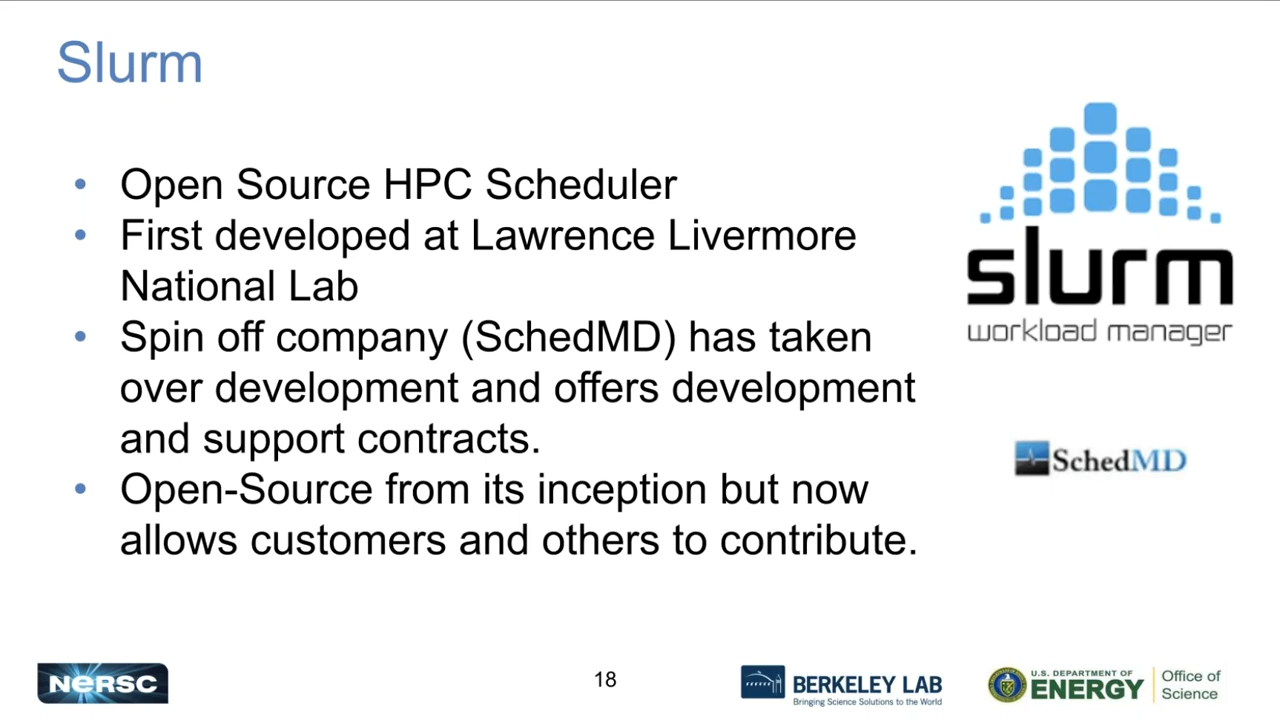 Slurm
• Open Source HPC Scheduler
• First developed at Lawrence Livermore
National Lab
• Spin off company (SchedMD) has taken
over development and offers development
and support contracts.
• Open-Source from its inception but now
allows customers and others to contribute.
slurm
workload manager
SchedMD
NERSC
18
BERKELEY LAB
Bringing Science Solutions to the World
U.S. DEPARTMENT OF
ENERGY
Office of
Science